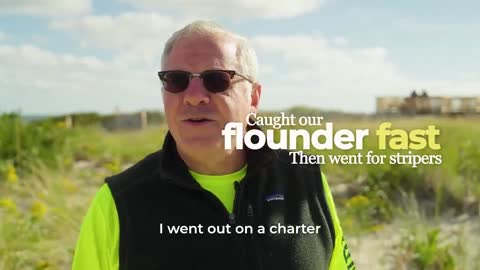 Caught our
flounder fast
Then went for stripers
I went out on a charter